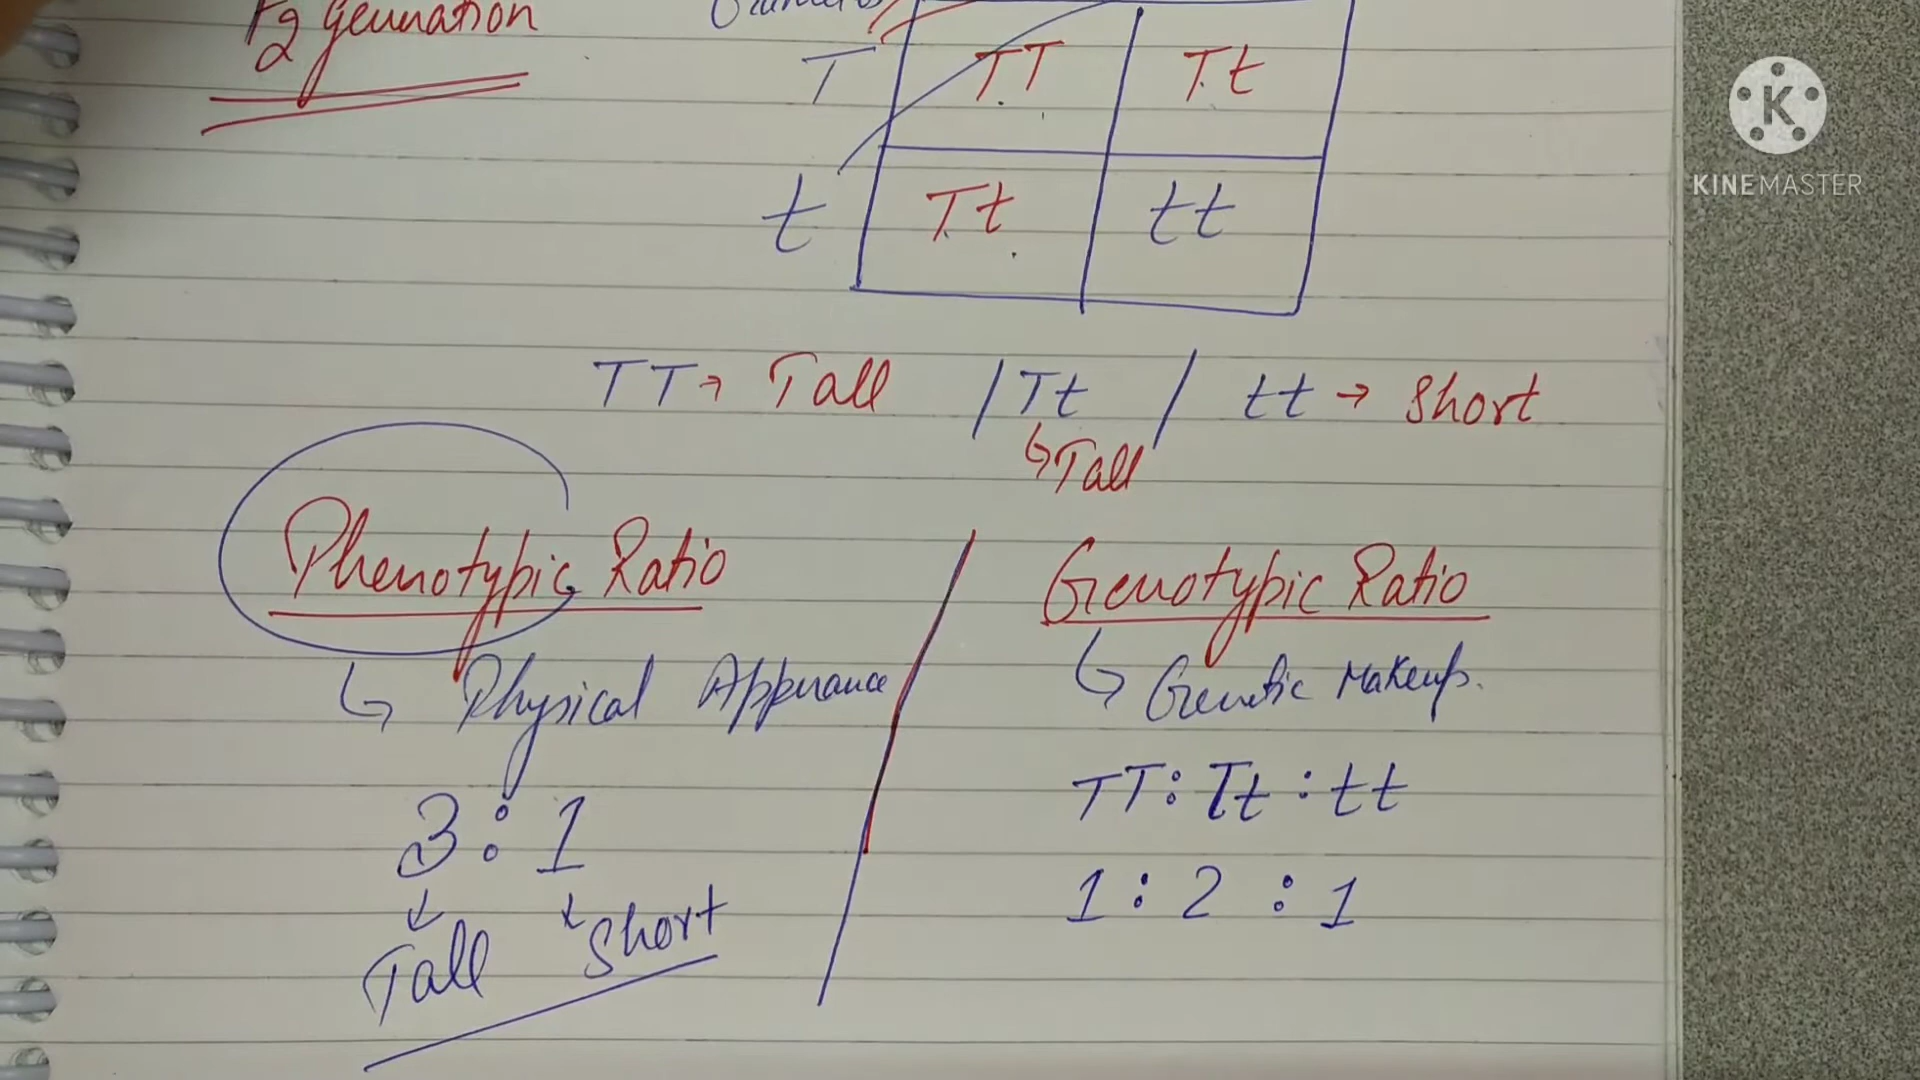 F2 Generation
T
TT
Tt
t
Tt
tt
TT → Tall / Tt / tt → Short
↳ Tall
Phenotypic Ratio
Genotypic Ratio
↳ Physical Apperance
↳ Genetic Makeup.
TT : Tt : tt
3 : 1
1 : 2 : 1
Tall
Short
KINEMASTER